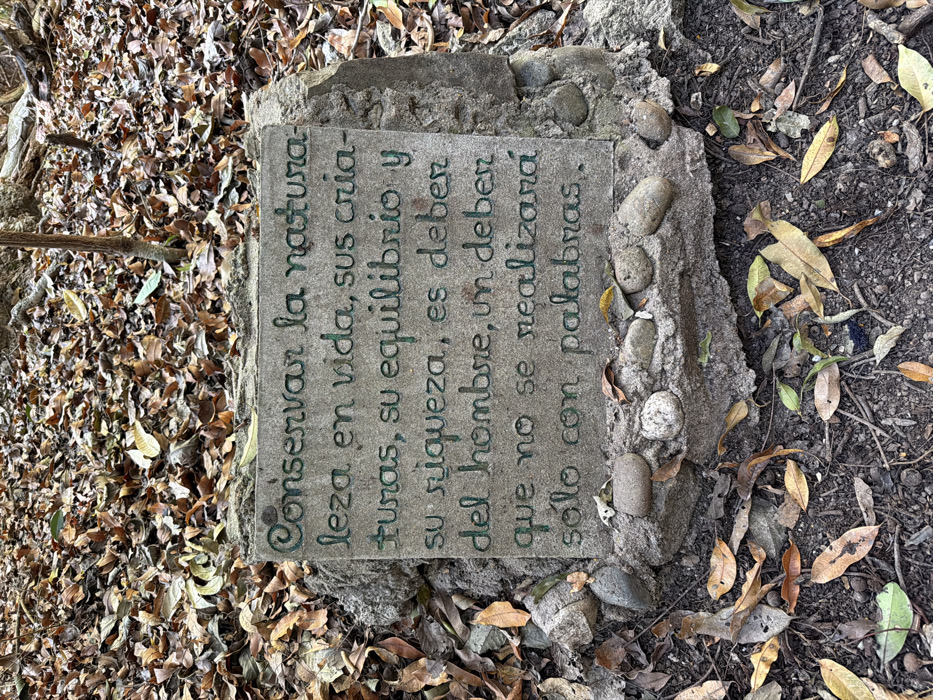 Conservar la natura-
leza en vida, sus cria-
turas, su equilibrio y
su riqueza, es deber
del hombre, un deber
que no se realizará
sólo con palabras.